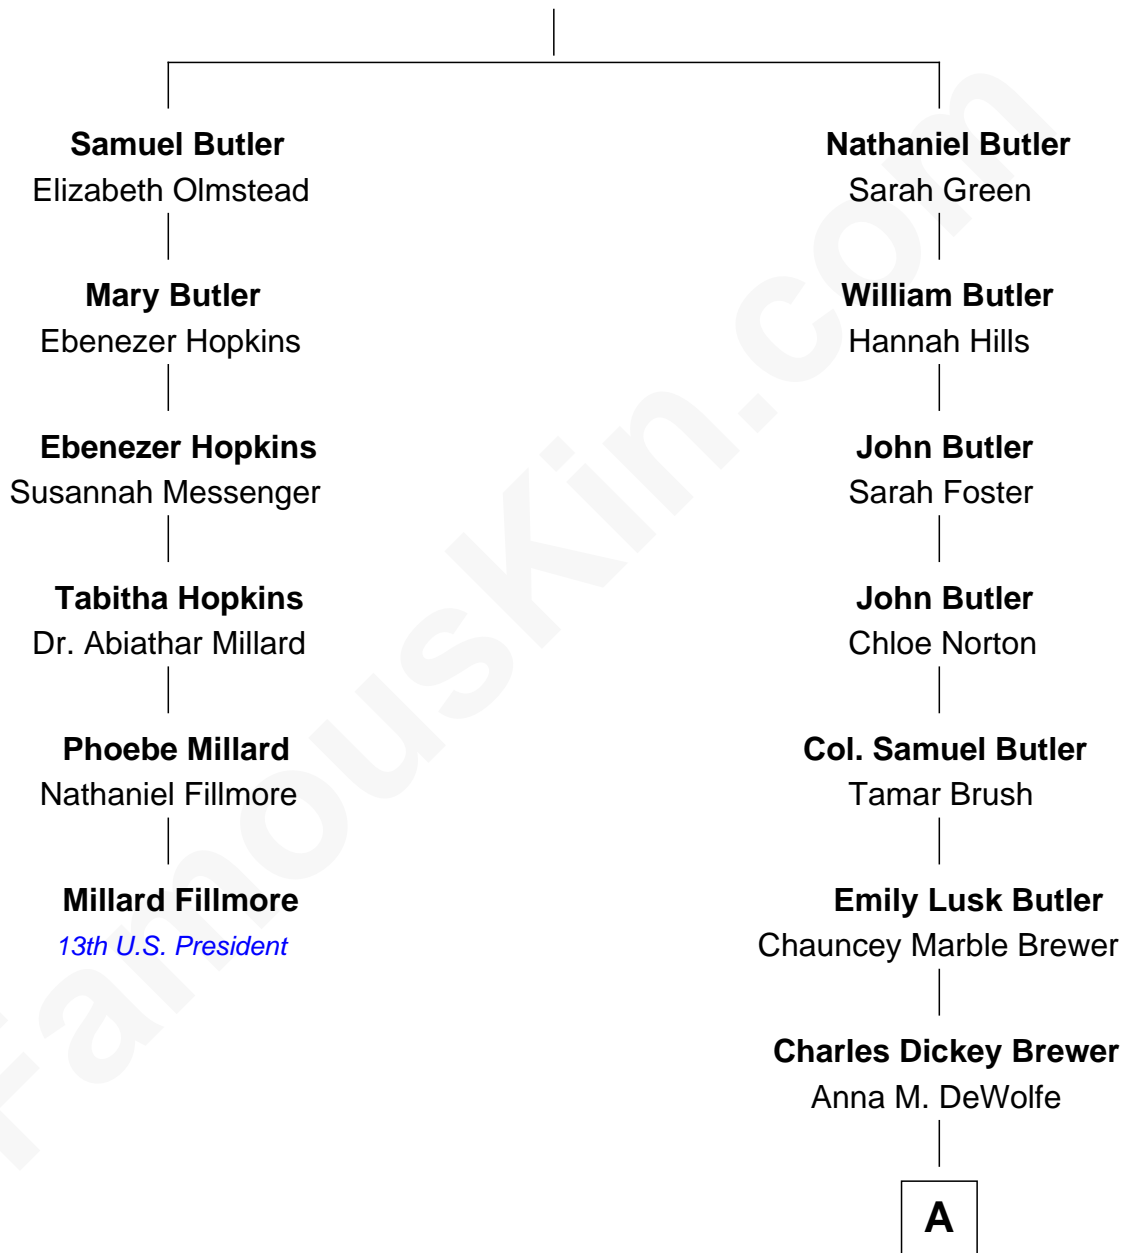 Samuel Butler
Elizabeth Olmstead
Mary Butler
Ebenezer Hopkins
Ebenezer Hopkins
Susannah Messenger
Tabitha Hopkins
Dr. Abiathar Millard
Phoebe Millard
Nathaniel Fillmore
Millard Fillmore
13th U.S. President
Nathaniel Butler
Sarah Green
William Butler
Hannah Hills
John Butler
Sarah Foster
John Butler
Chloe Norton
Col. Samuel Butler
Tamar Brush
Emily Lusk Butler
Chauncey Marble Brewer
Charles Dickey Brewer
Anna M. DeWolfe
A
FamousKin.com